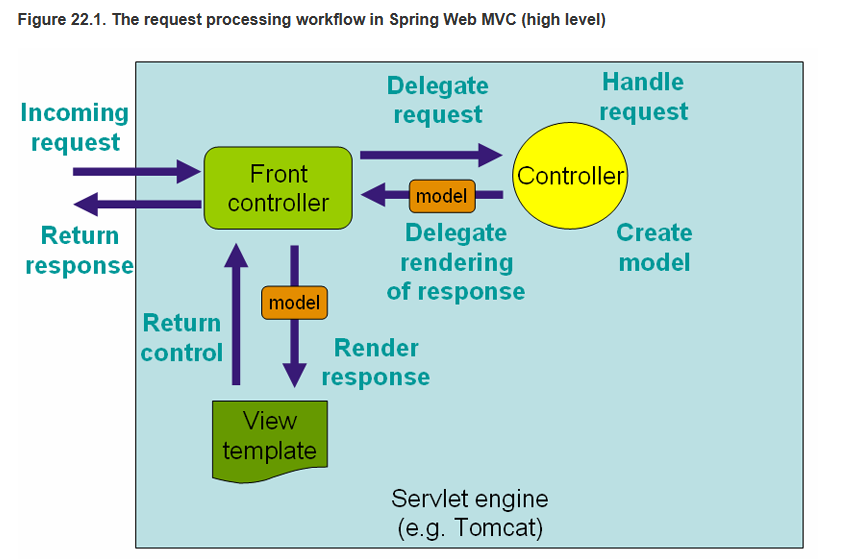 Figure 22.1. The request processing workflow in Spring Web MVC (high level)
Incoming
request
Return
response
Front
controller
Delegate
request
Handle
request
Controller
model
Delegate
rendering
of response
Create
model
model
Return
control
Render
response
View
template
Servlet engine
(e.g. Tomcat)